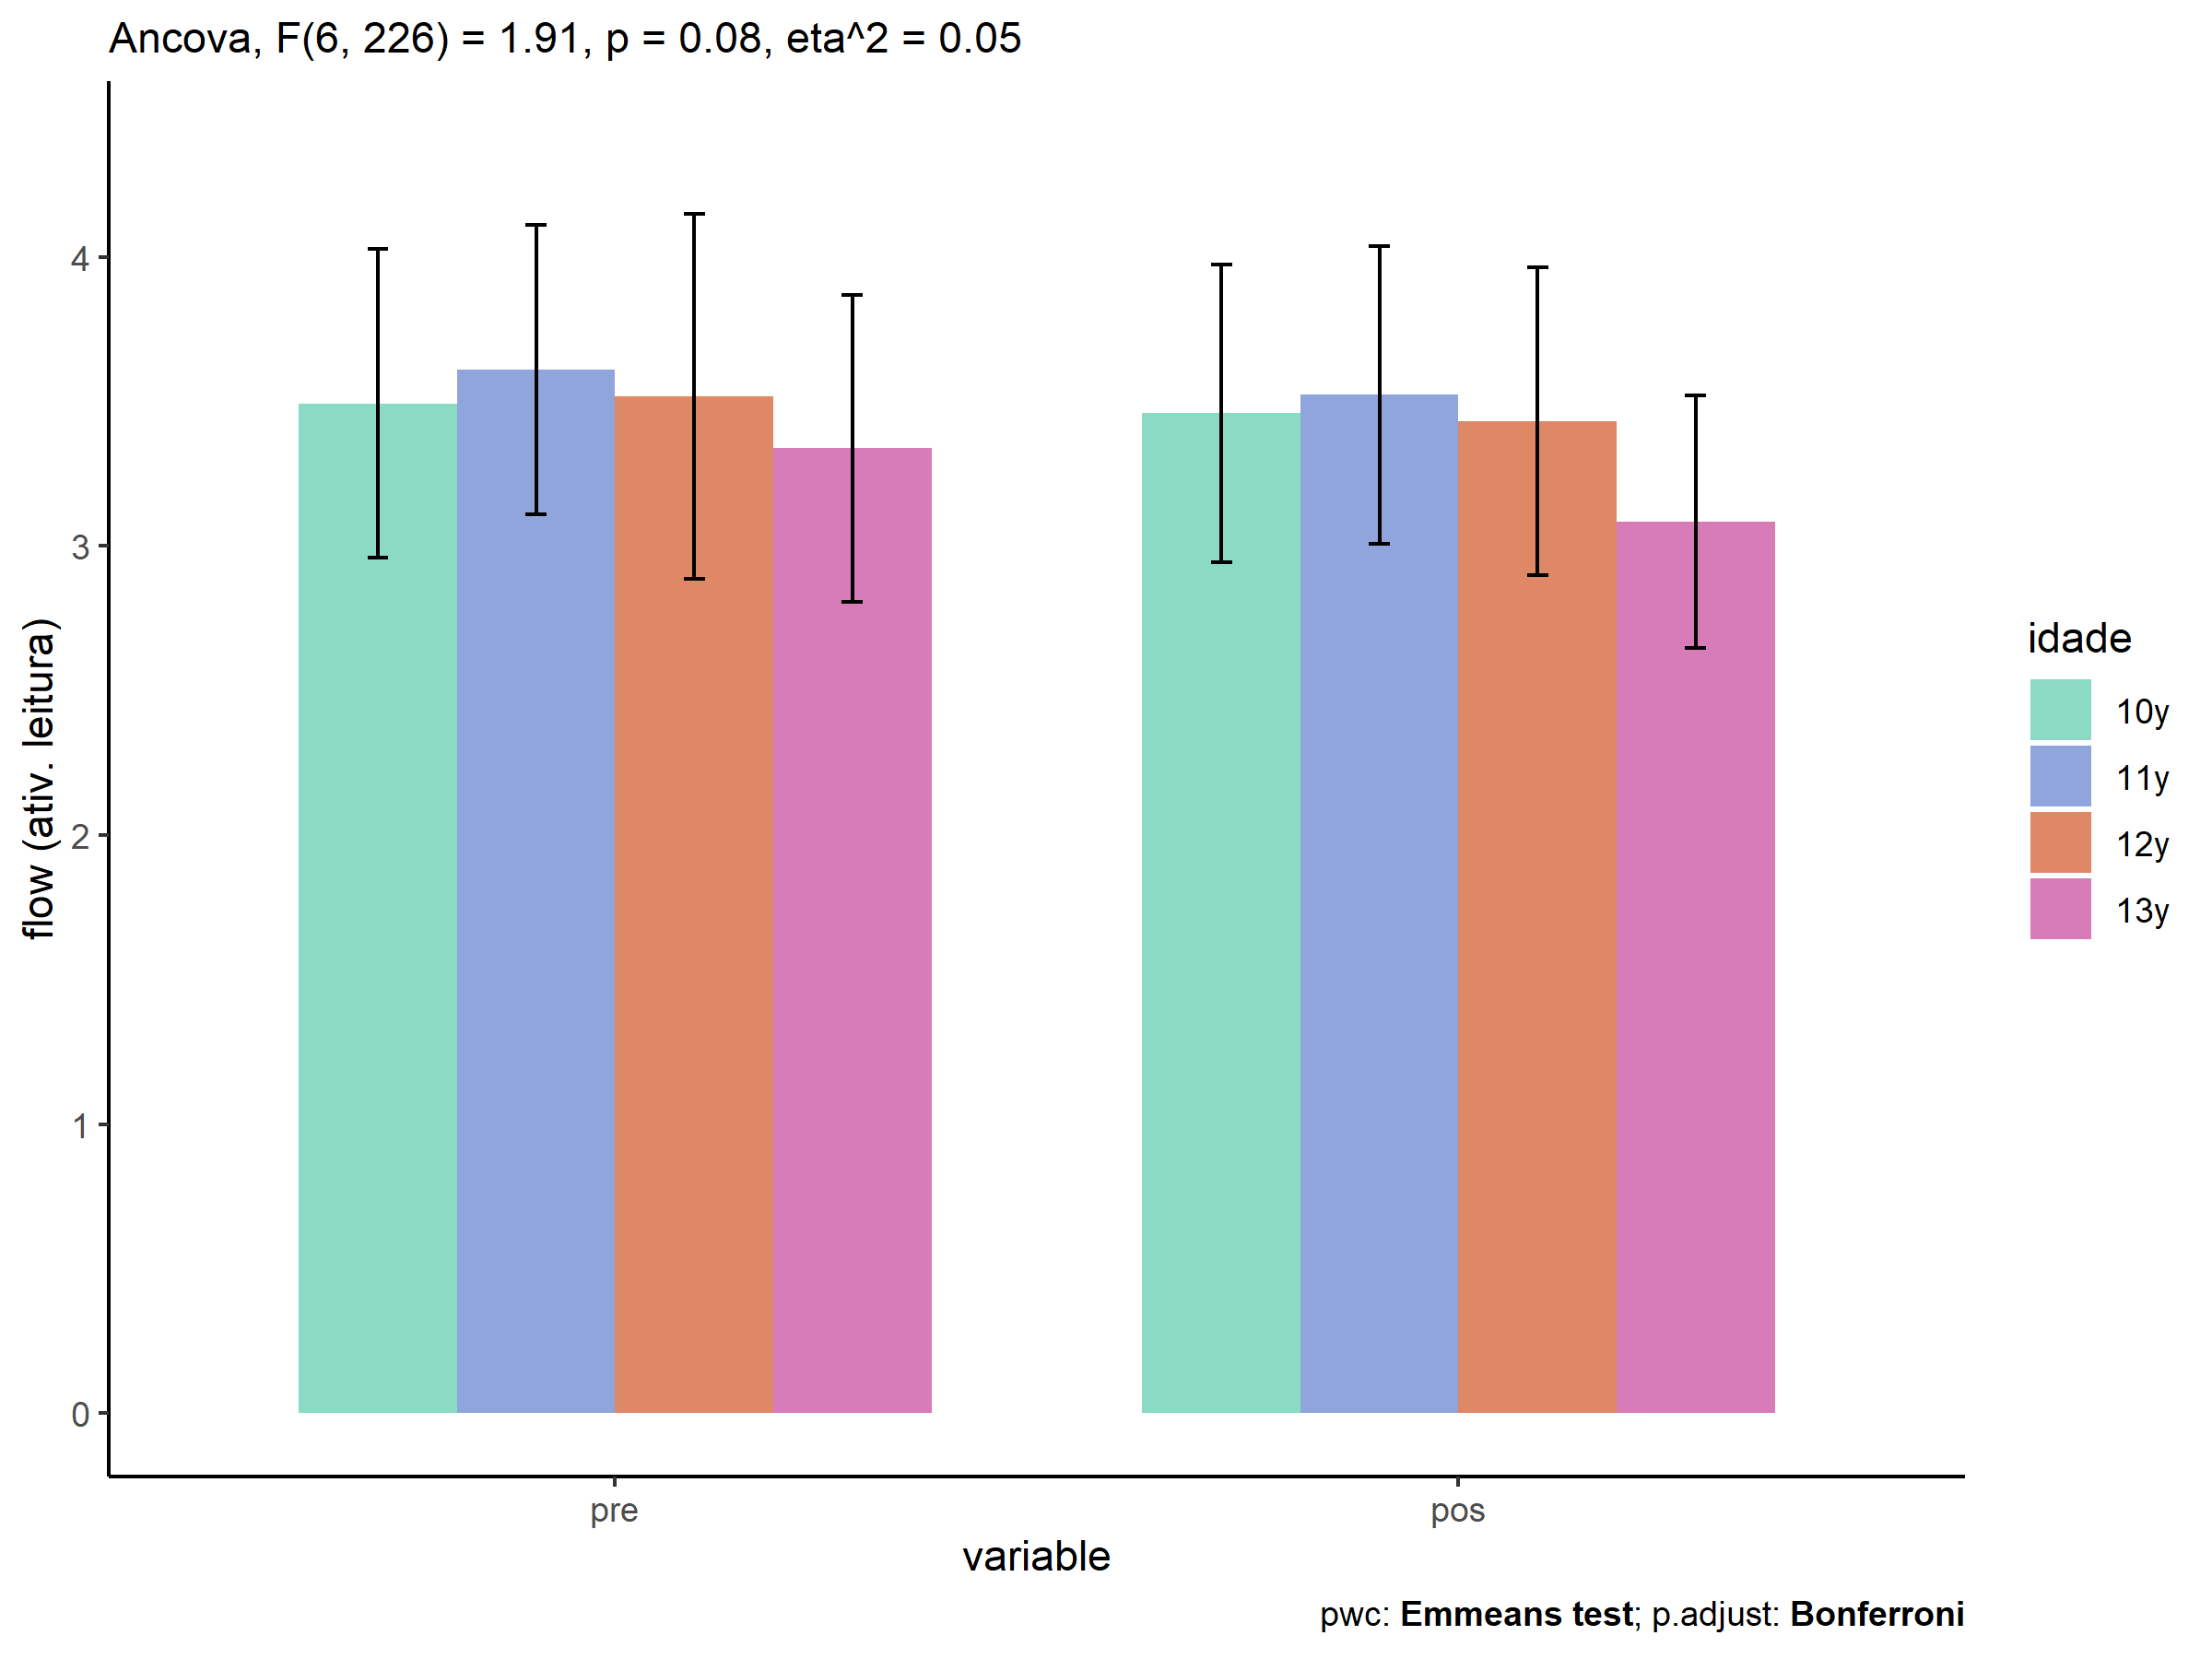 Ancova, F(6, 226) = 1.91, p = 0.08, eta^2 = 0.05
flow (ativ. leitura)
4
3
2
1
0
pre
pos
variable
idade
10y
11y
12y
13y
pwc: Emmeans test; p.adjust: Bonferroni